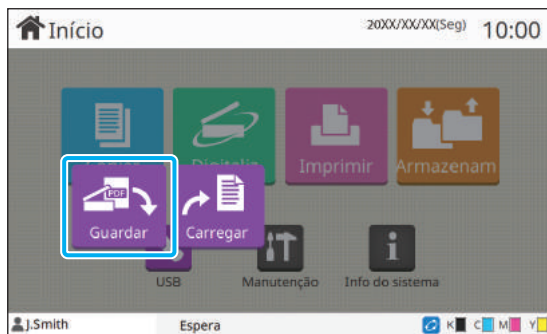 Início
20XX/XX/XX(Seg)
10:00
Imprimir
Armazenam
PDF
Guardar
Carregar
USB
Manutenção
Info do sistema
J.Smith
Espera
K C M Y